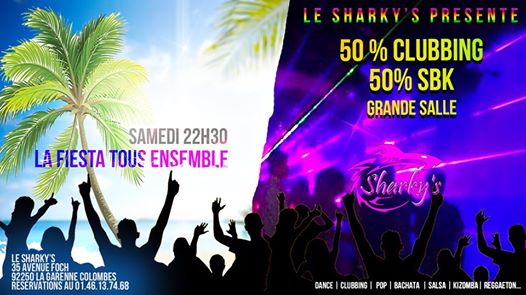 LE SHARKY'S PRESENTE
50 % CLUBBING
50% SBK
GRANDE SALLE
SAMEDI 22H30
LA FIESTA TOUS ENSEMBLE
Sharky's
LE SHARKY'S
35 AVENUE FOCH
92250 LA GARENNE COLOMBES
RESERVATIONS AU 01.46.13.74.68
DANCE | CLUBBING | POP | BACHATA | SALSA | KIZOMBA | REGGAETON...